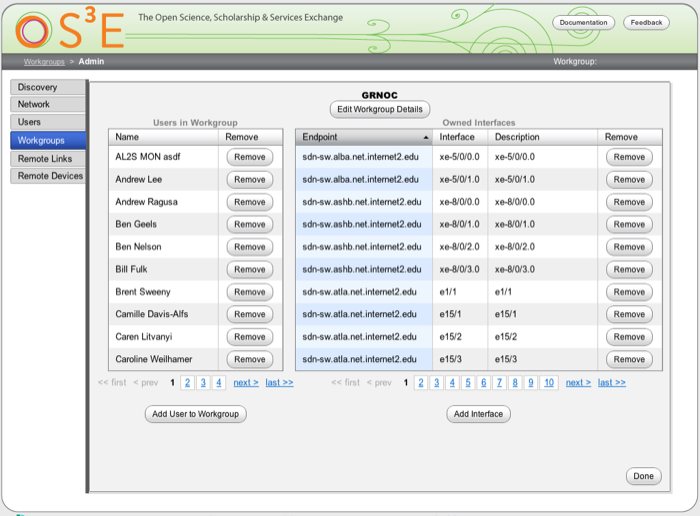 OS³E
The Open Science, Scholarship & Services Exchange
Documentation
Feedback
Workgroups > Admin
Workgroup:
Discovery
Network
Users
Workgroups
Remote Links
Remote Devices
GRNOC
Edit Workgroup Details
Users in Workgroup
Name Remove
AL2S MON asdf Remove
Andrew Lee Remove
Andrew Ragusa Remove
Ben Geels Remove
Ben Nelson Remove
Bill Fulk Remove
Brent Sweeny Remove
Camille Davis-Alfs Remove
Caren Litvanyi Remove
Caroline Weilhamer Remove
<< first < prev 1 2 3 4 next > last >>
Add User to Workgroup
Owned Interfaces
Endpoint Interface Description Remove
sdn-sw.alba.net.internet2.edu xe-5/0/0.0 xe-5/0/0.0 Remove
sdn-sw.alba.net.internet2.edu xe-5/0/1.0 xe-5/0/1.0 Remove
sdn-sw.ashb.net.internet2.edu xe-8/0/0.0 xe-8/0/0.0 Remove
sdn-sw.ashb.net.internet2.edu xe-8/0/1.0 xe-8/0/1.0 Remove
sdn-sw.ashb.net.internet2.edu xe-8/0/2.0 xe-8/0/2.0 Remove
sdn-sw.ashb.net.internet2.edu xe-8/0/3.0 xe-8/0/3.0 Remove
sdn-sw.atla.net.internet2.edu e1/1 e1/1 Remove
sdn-sw.atla.net.internet2.edu e15/1 e15/1 Remove
sdn-sw.atla.net.internet2.edu e15/2 e15/2 Remove
sdn-sw.atla.net.internet2.edu e15/3 e15/3 Remove
<< first < prev 1 2 3 4 5 6 7 8 9 10 next > last >>
Add Interface
Done